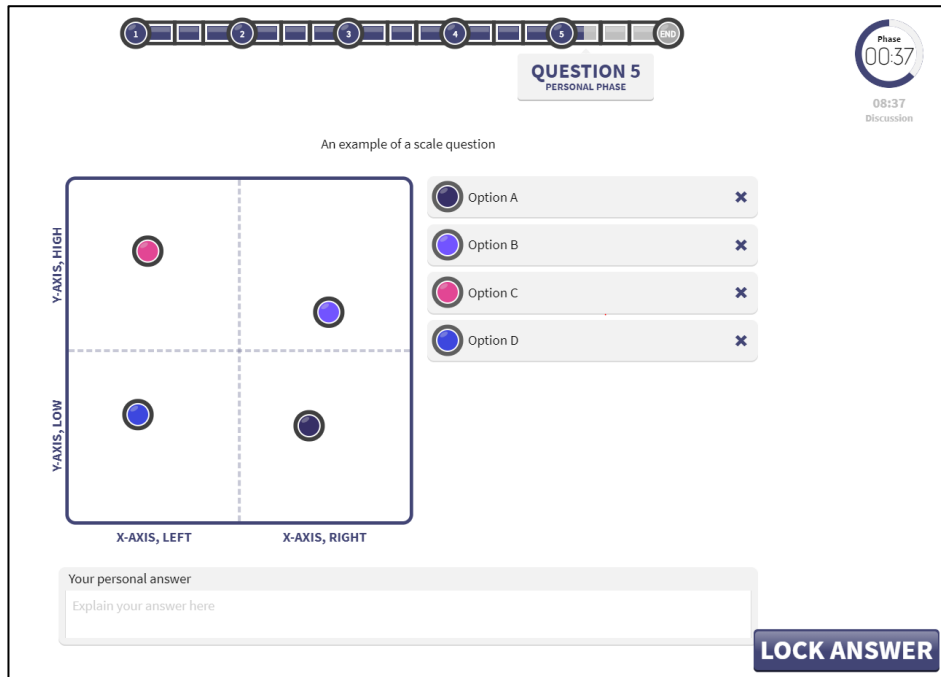 1 2 3 4 5 END
QUESTION 5
PERSONAL PHASE
Phase
00:37
08:37
Discussion
An example of a scale question
Y-AXIS, HIGH
Y-AXIS, LOW
X-AXIS, LEFT X-AXIS, RIGHT
Option A
Option B
Option C
Option D
Your personal answer
Explain your answer here
LOCK ANSWER